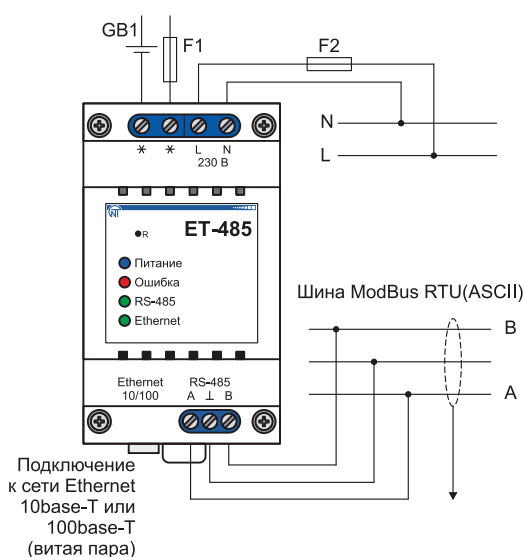 GB1
F1
F2
N
L
* * L N
230 В
R
ET-485
Питание
Ошибка
RS-485
Ethernet
Шина ModBus RTU(ASCII)
B
A
Ethernet RS-485
10/100 A ⊥ B
Подключение
к сети Ethernet
10base-T или
100base-T
(витая пара)